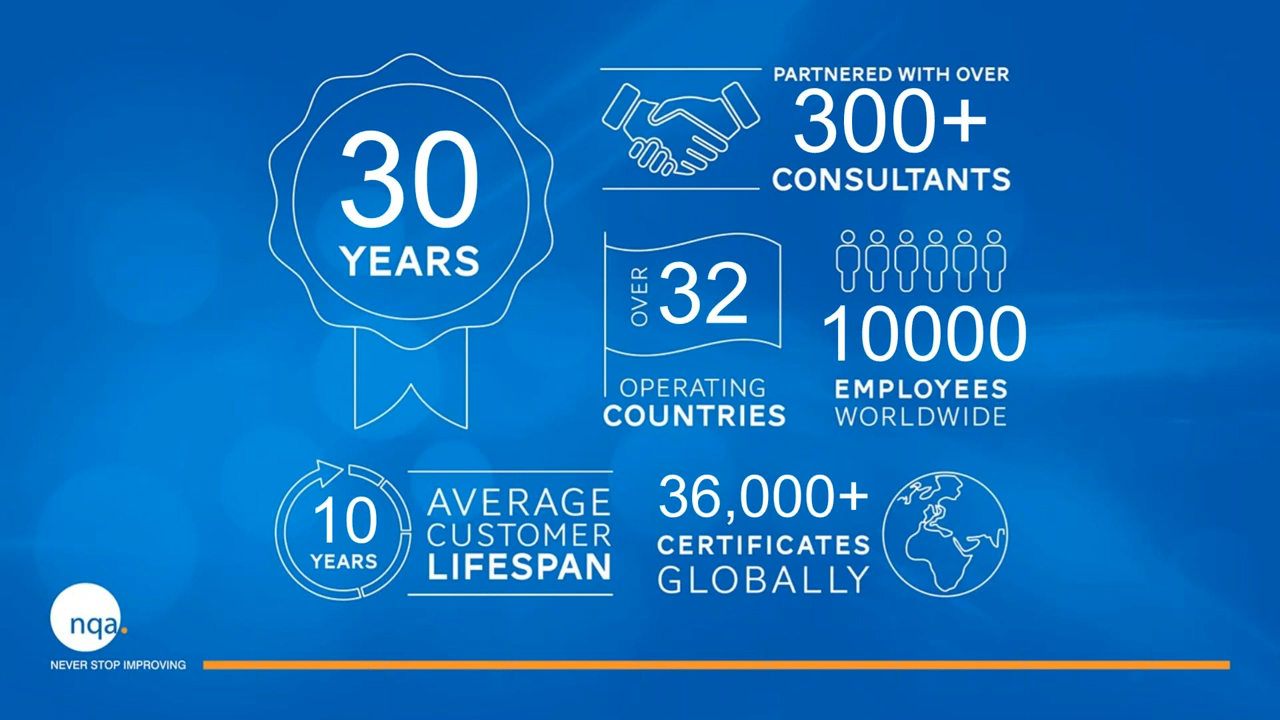 30
YEARS
PARTNERED WITH OVER
300+
CONSULTANTS
OVER
32
OPERATING
COUNTRIES
10000
EMPLOYEES
WORLDWIDE
10
YEARS
AVERAGE
CUSTOMER
LIFESPAN
36,000+
CERTIFICATES
GLOBALLY
nqa.
NEVER STOP IMPROVING